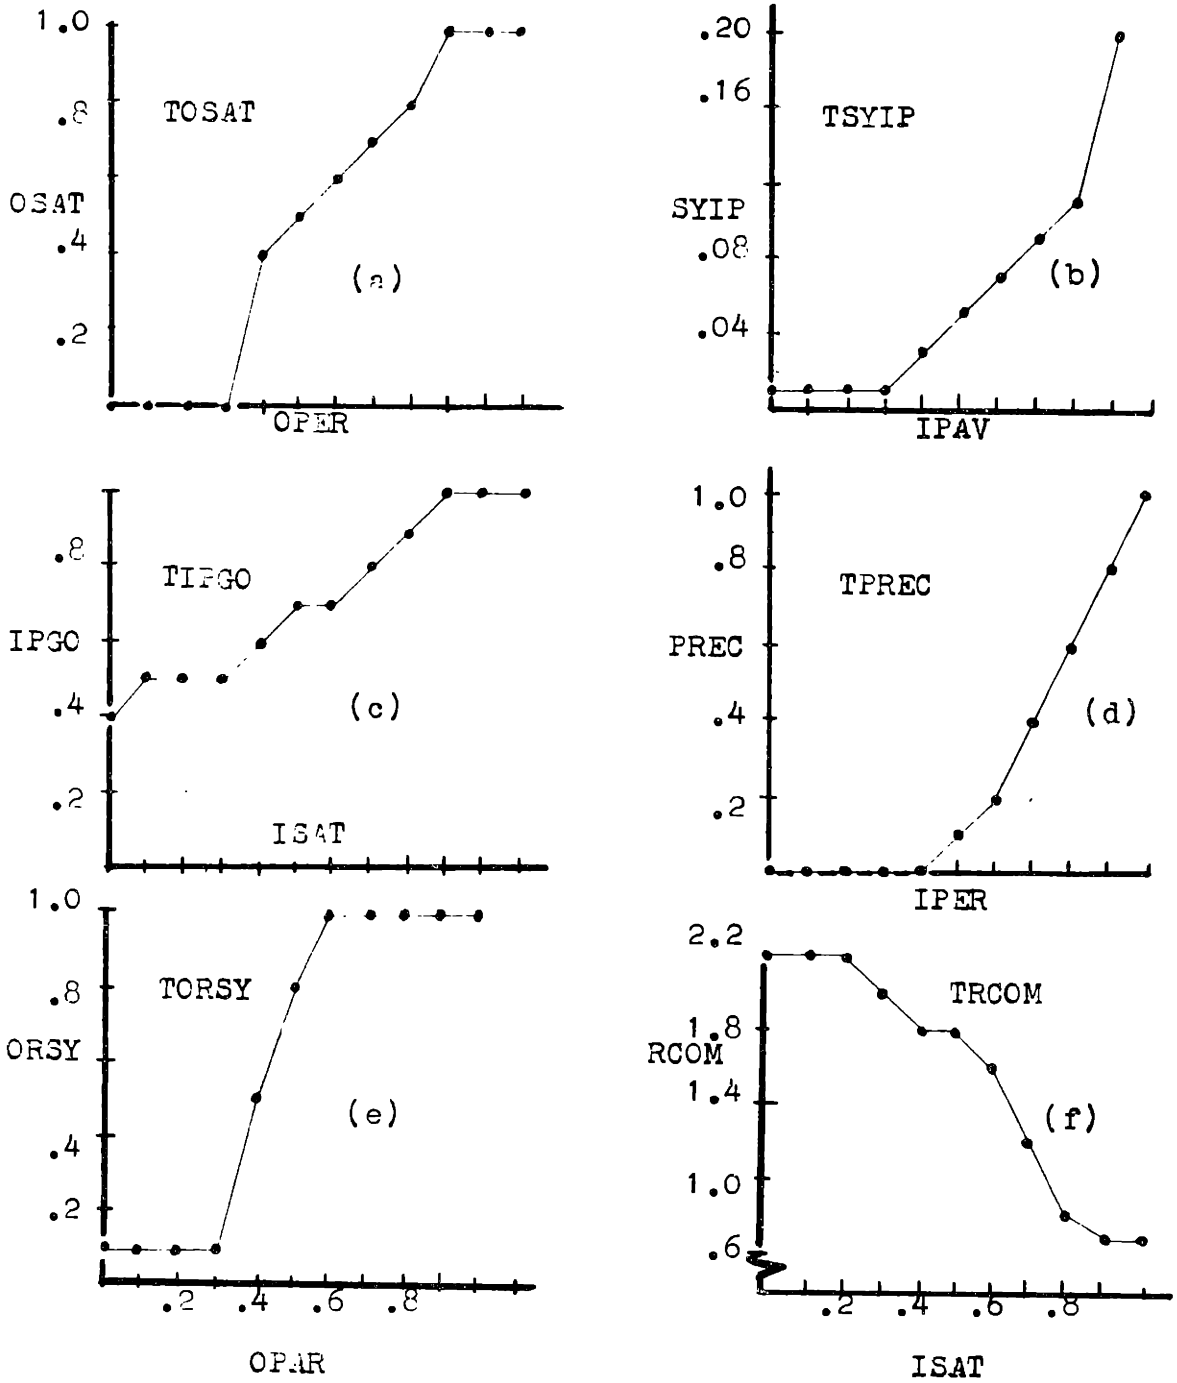 1.0
.8
TOSAT
OSAT
.4
(a)
.2
OPER
.20
.16
TSYIP
SYIP
.08
(b)
.04
IPAV
.8
TIPGO
IPGO
.4
(c)
.2
ISAT
1.0
.8
TPREC
PREC
.4
(d)
.2
IPER
1.0
.8
TORSY
ORSY
(e)
.4
.2
.2 .4 .6 .8
OPAR
2.2
TRCOM
1.8
RCOM
1.4
(f)
1.0
.6
.2 .4 .6 .8
ISAT